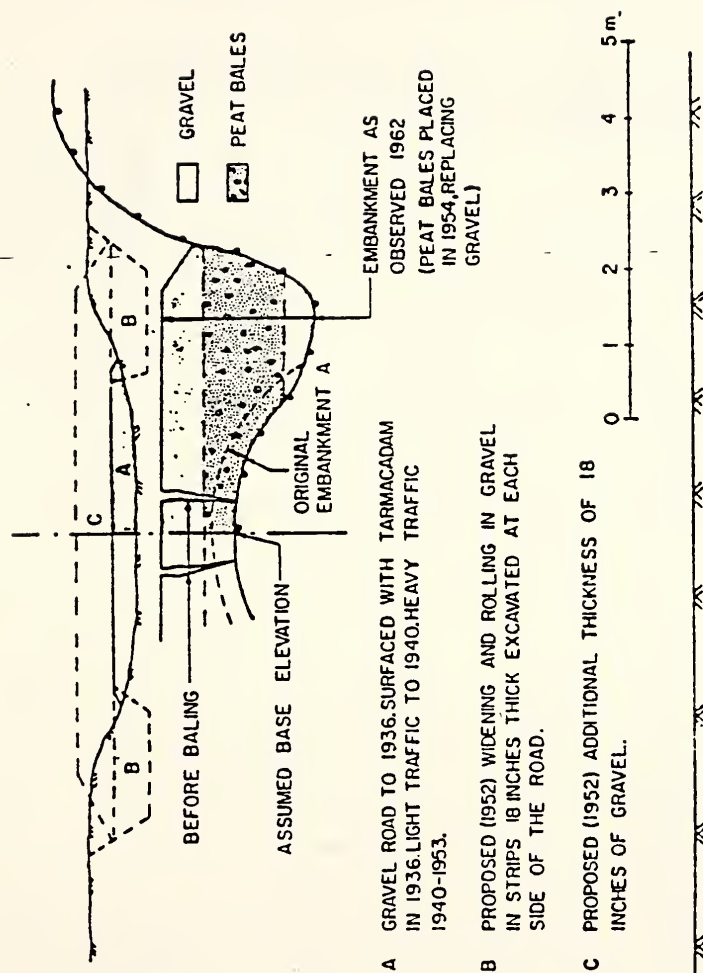 C
A
B
B
GRAVEL
PEAT BALES
BEFORE BALING
ASSUMED BASE ELEVATION
ORIGINAL
EMBANKMENT A
EMBANKMENT AS
OBSERVED 1962
(PEAT BALES PLACED
IN 1954,REPLACING
GRAVEL)
A GRAVEL ROAD TO 1936.SURFACED WITH TARMACADAM
IN 1936.LIGHT TRAFFIC TO 1940.HEAVY TRAFFIC
1940-1953.
B PROPOSED (1952) WIDENING AND ROLLING IN GRAVEL
IN STRIPS 18 INCHES THICK EXCAVATED AT EACH
SIDE OF THE ROAD.
C PROPOSED (1952) ADDITIONAL THICKNESS OF 18
INCHES OF GRAVEL.
0 1 2 3 4 5 m.